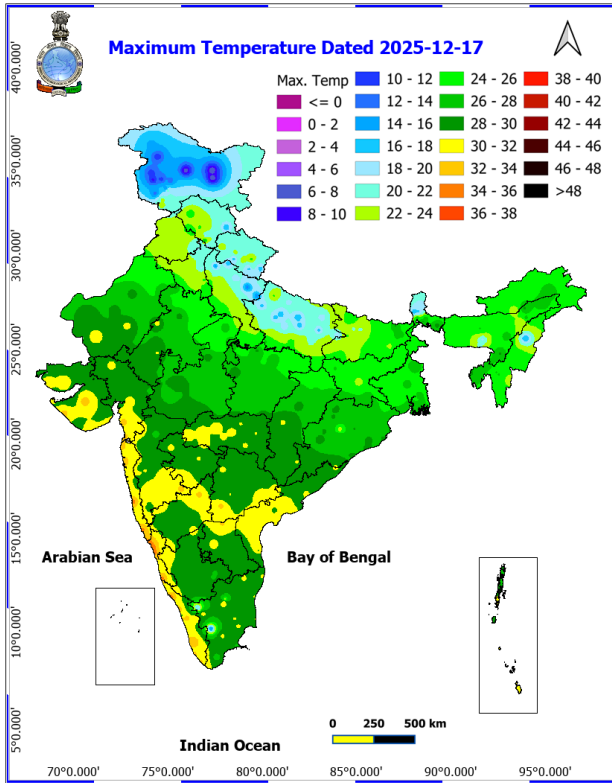 Maximum Temperature Dated 2025-12-17
Max. Temp
<= 0
0 - 2
2 - 4
4 - 6
6 - 8
8 - 10
10 - 12
12 - 14
14 - 16
16 - 18
18 - 20
20 - 22
22 - 24
24 - 26
26 - 28
28 - 30
30 - 32
32 - 34
34 - 36
36 - 38
38 - 40
40 - 42
42 - 44
44 - 46
46 - 48
>48
40°0.000'
35°0.000'
30°0.000'
25°0.000'
20°0.000'
15°0.000'
10°0.000'
5°0.000'
Arabian Sea
Bay of Bengal
Indian Ocean
0 250 500 km
70°0.000' 75°0.000' 80°0.000' 85°0.000' 90°0.000' 95°0.000'